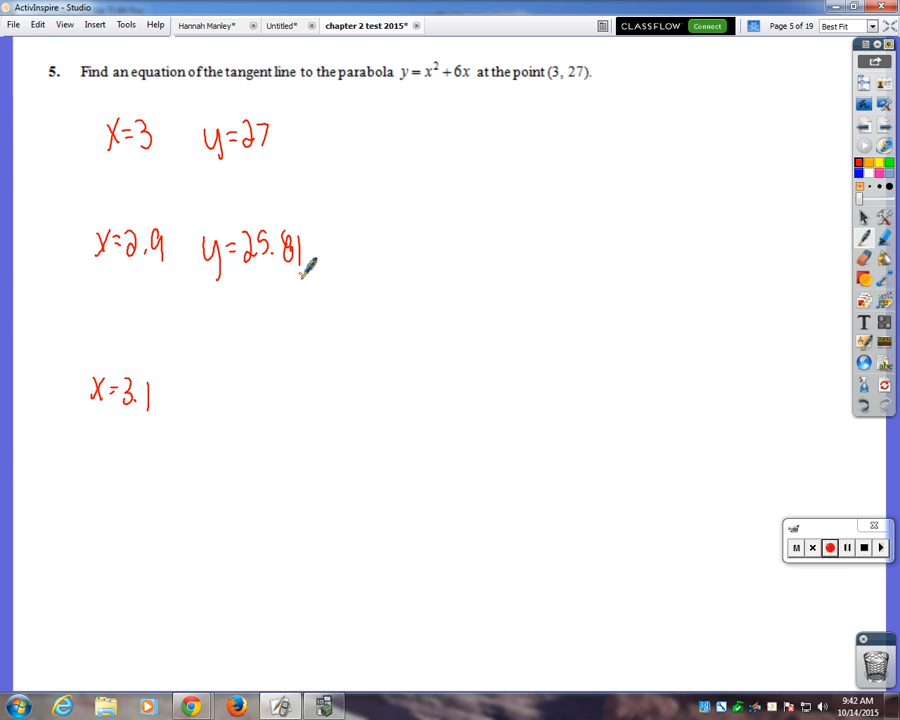 ActivInspire - Studio
File Edit View Insert Tools Help
Hannah Manley*
Untitled*
chapter 2 test 2015*
CLASSFLOW Connect
Page 5 of 19
Best Fit
5. Find an equation of the tangent line to the parabola y = x² + 6x at the point (3, 27).
x=3 y=27
x=2.9 y=25.81
x=3.1
M
9:42 AM
10/14/2015